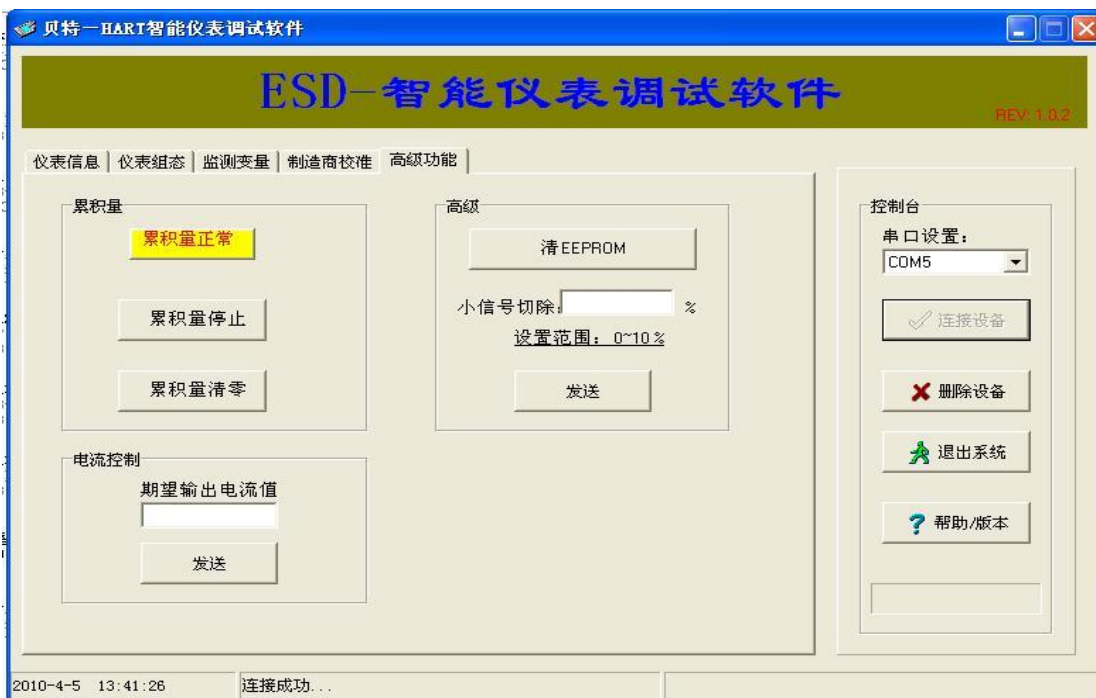 贝特—HART智能仪表调试软件
ESD-智能仪表调试软件
REV: 1.0.2
仪表信息 仪表组态 监测变量 制造商校准 高级功能
累积量
累积量正常
累积量停止
累积量清零
电流控制
期望输出电流值
发送
高级
清EEPROM
小信号切除: %
设置范围: 0~10%
发送
控制台
串口设置:
COM5
连接设备
删除设备
退出系统
? 帮助/版本
2010-4-5 13:41:26 连接成功...